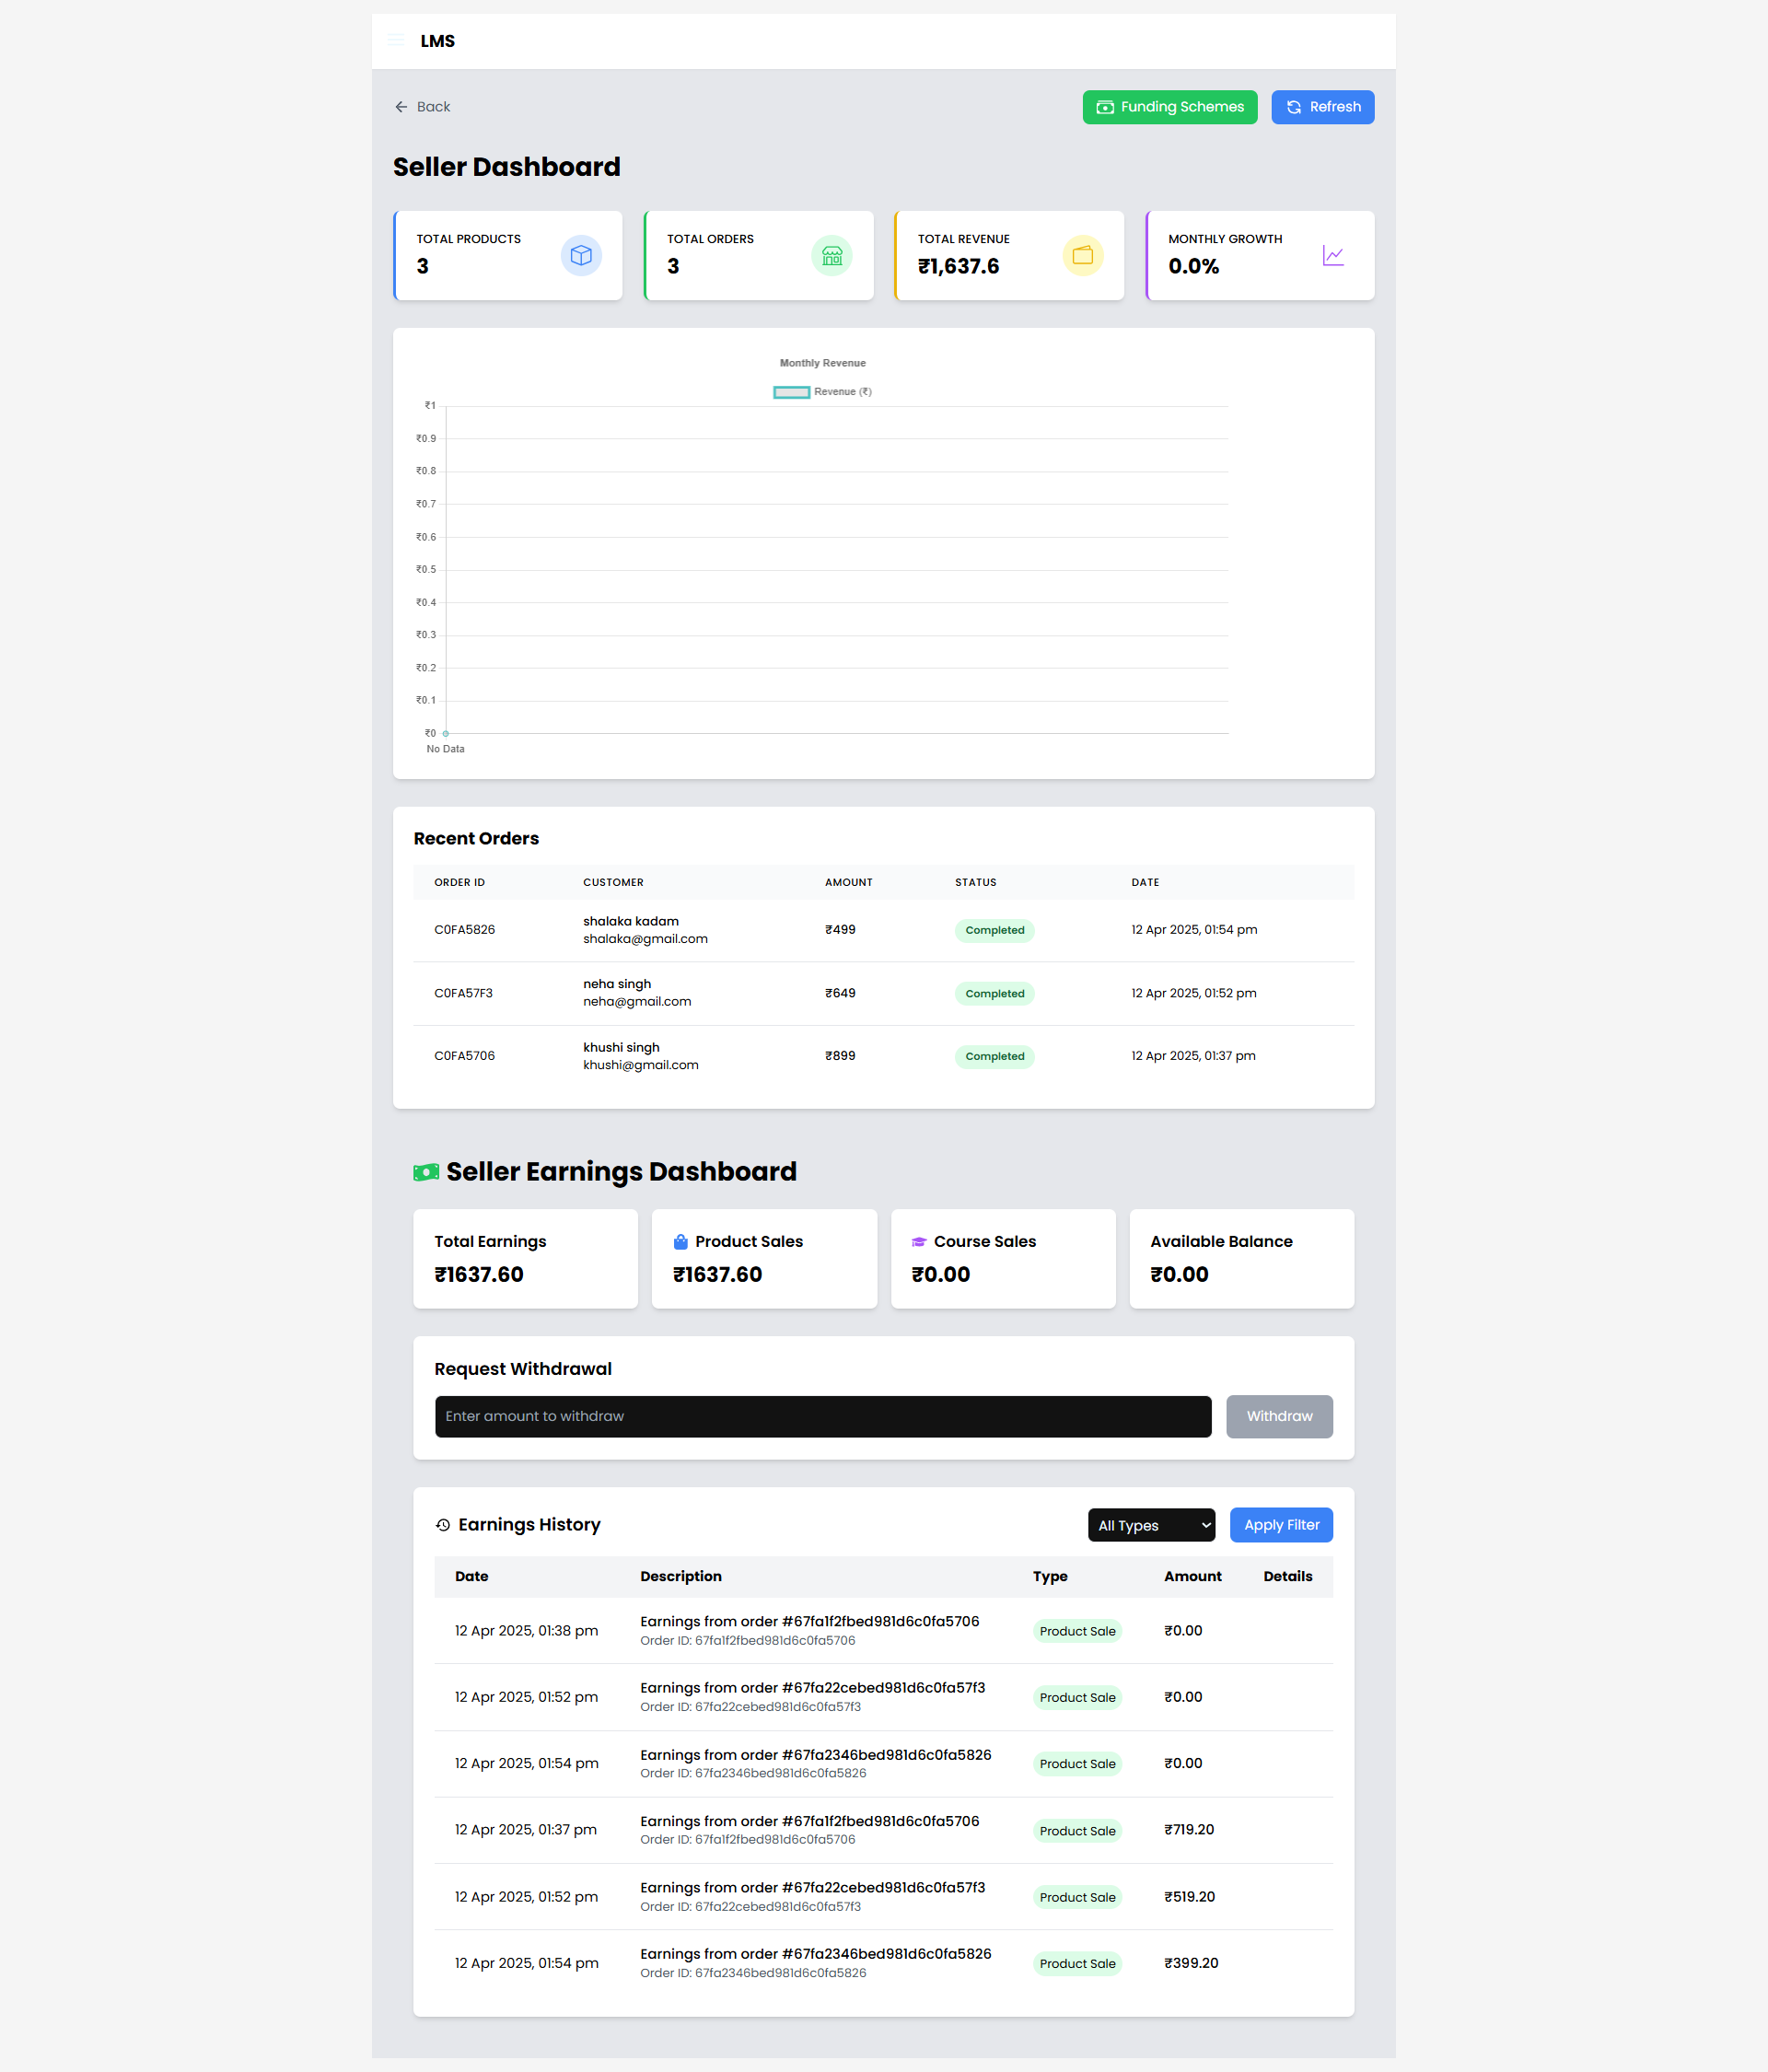 LMS
Back
Funding Schemes
Refresh
Seller Dashboard
TOTAL PRODUCTS
3
TOTAL ORDERS
3
TOTAL REVENUE
₹1,637.6
MONTHLY GROWTH
0.0%
Monthly Revenue
Revenue (₹)
₹1
₹0.9
₹0.8
₹0.7
₹0.6
₹0.5
₹0.4
₹0.3
₹0.2
₹0.1
₹0
No Data
Recent Orders
ORDER ID CUSTOMER AMOUNT STATUS DATE
C0FA5826 shalaka kadam ₹499 Completed 12 Apr 2025, 01:54 pm
shalaka@gmail.com
C0FA57F3 neha singh ₹649 Completed 12 Apr 2025, 01:52 pm
neha@gmail.com
C0FA5706 khushi singh ₹899 Completed 12 Apr 2025, 01:37 pm
khushi@gmail.com
Seller Earnings Dashboard
Total Earnings
₹1637.60
Product Sales
₹1637.60
Course Sales
₹0.00
Available Balance
₹0.00
Request Withdrawal
Enter amount to withdraw
Withdraw
Earnings History
All Types
Apply Filter
Date Description Type Amount Details
12 Apr 2025, 01:38 pm Earnings from order #67fa1f2fbed981d6c0fa5706 Product Sale ₹0.00
Order ID: 67fa1f2fbed981d6c0fa5706
12 Apr 2025, 01:52 pm Earnings from order #67fa22cebed981d6c0fa57f3 Product Sale ₹0.00
Order ID: 67fa22cebed981d6c0fa57f3
12 Apr 2025, 01:54 pm Earnings from order #67fa2346bed981d6c0fa5826 Product Sale ₹0.00
Order ID: 67fa2346bed981d6c0fa5826
12 Apr 2025, 01:37 pm Earnings from order #67fa1f2fbed981d6c0fa5706 Product Sale ₹719.20
Order ID: 67fa1f2fbed981d6c0fa5706
12 Apr 2025, 01:52 pm Earnings from order #67fa22cebed981d6c0fa57f3 Product Sale ₹519.20
Order ID: 67fa22cebed981d6c0fa57f3
12 Apr 2025, 01:54 pm Earnings from order #67fa2346bed981d6c0fa5826 Product Sale ₹399.20
Order ID: 67fa2346bed981d6c0fa5826